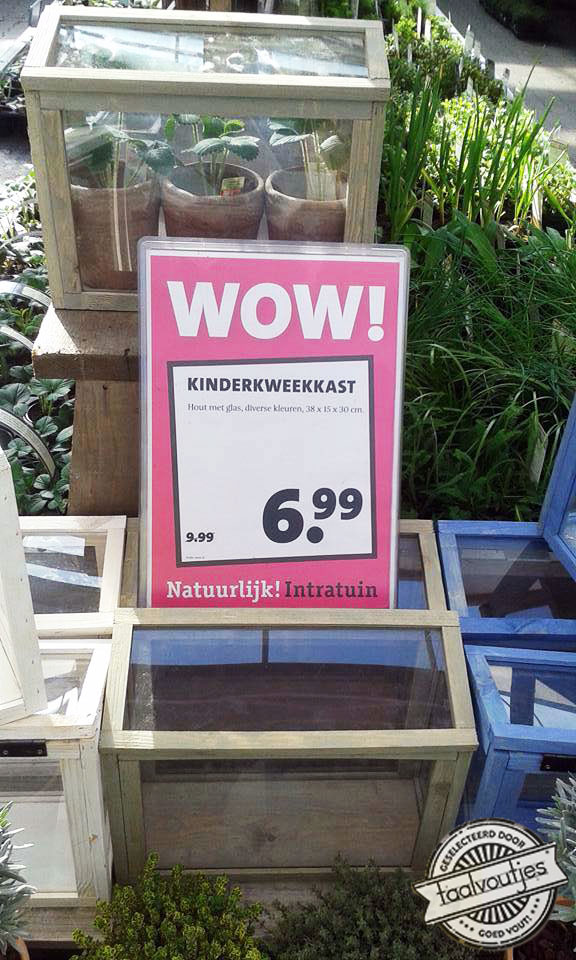 WOW!
KINDERKWEEKKAST
Hout met glas, diverse kleuren, 38 x 15 x 30 cm.
6.99
9.99
Natuurlijk! Intratuin
GESELECTEERD DOOR
taalvoutjes
GOED VOUT!